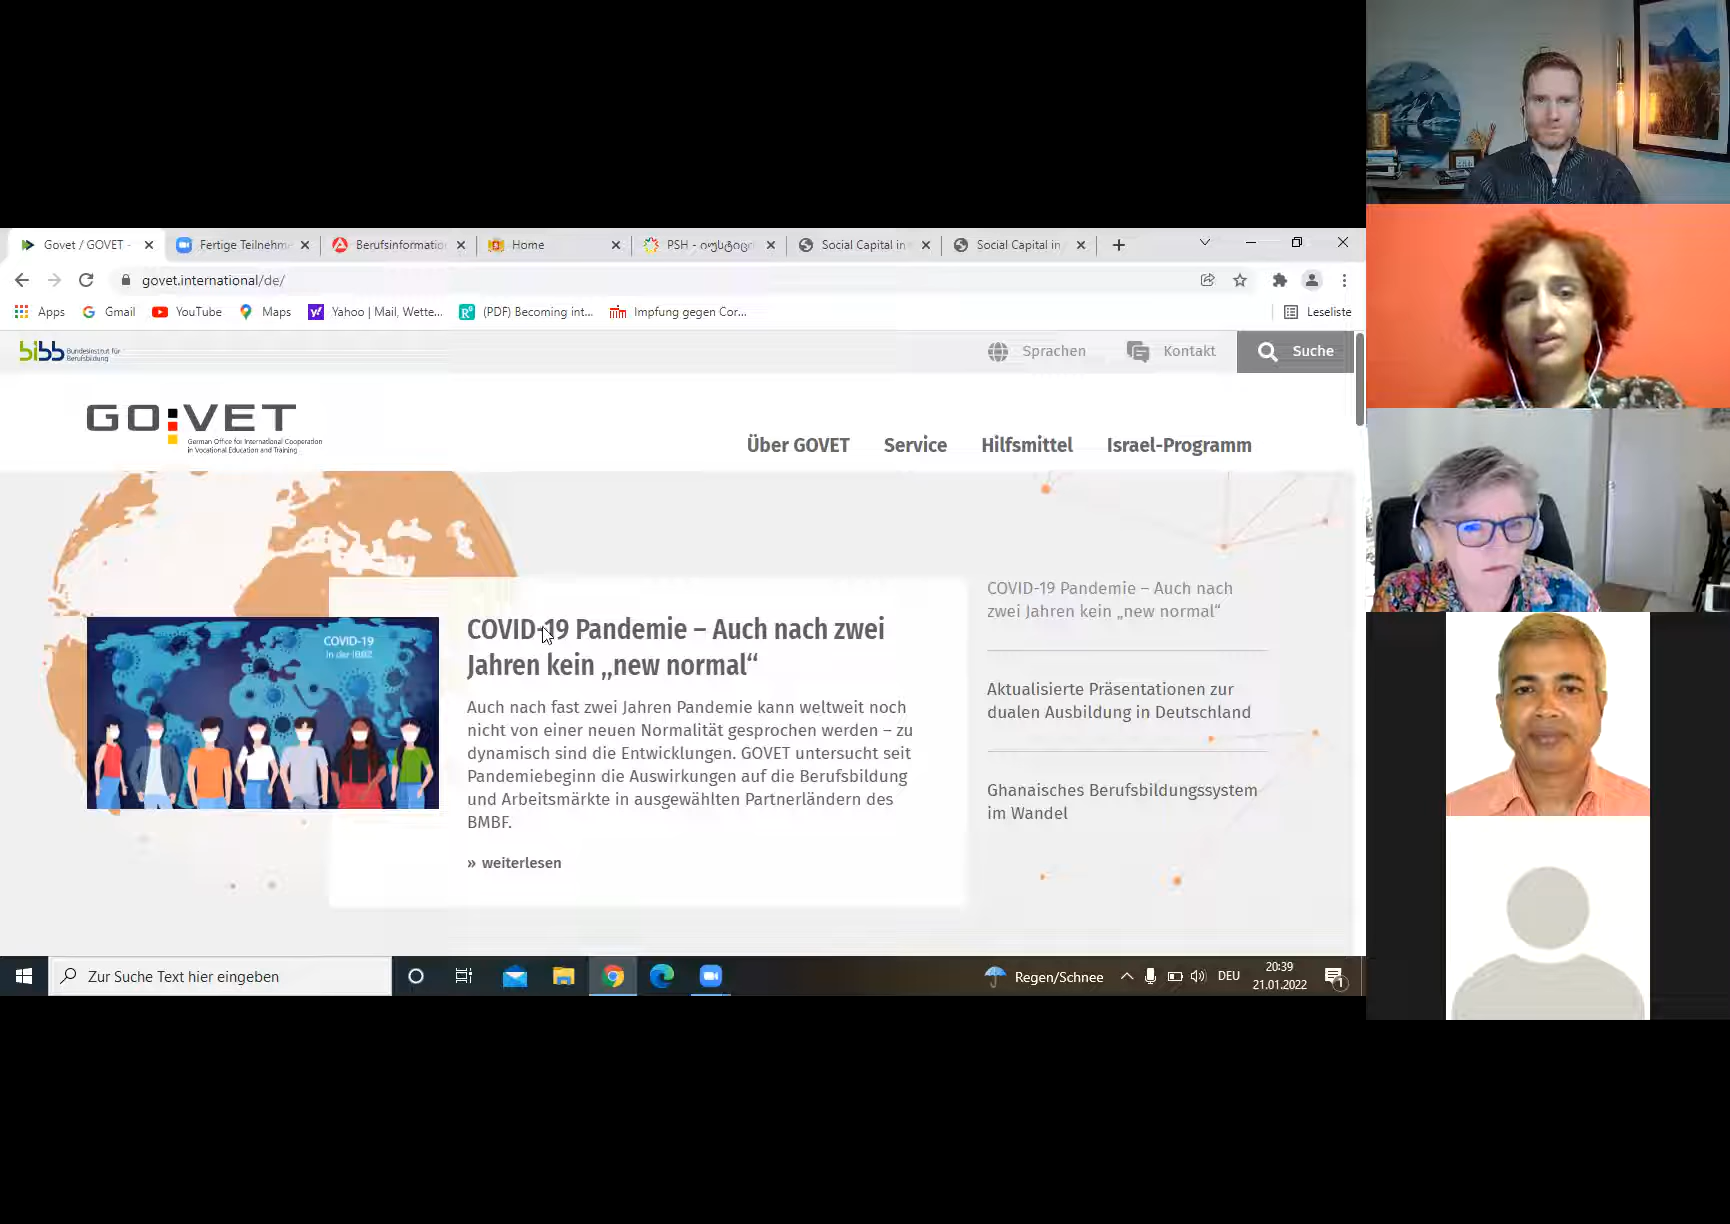 Govet / GOVET -
Fertige Teilnehm
Berufsinformatio
Home
PSH - იუსტიცი
Social Capital in
Social Capital in
govet.international/de/
Apps
Gmail
YouTube
Maps
Yahoo | Mail, Wette...
(PDF) Becoming int...
Impfung gegen Cor...
Leseliste
bibb Bundesinstitut für
Berufsbildung
Sprachen
Kontakt
Suche
GO:VET
German Office for International Cooperation
in Vocational Education and Training
Über GOVET
Service
Hilfsmittel
Israel-Programm
COVID-19
in der IBBZ
COVID-19 Pandemie – Auch nach zwei
Jahren kein „new normal“
Auch nach fast zwei Jahren Pandemie kann weltweit noch
nicht von einer neuen Normalität gesprochen werden – zu
dynamisch sind die Entwicklungen. GOVET untersucht seit
Pandemiebeginn die Auswirkungen auf die Berufsbildung
und Arbeitsmärkte in ausgewählten Partnerländern des
BMBF.
» weiterlesen
COVID-19 Pandemie – Auch nach
zwei Jahren kein „new normal“
Aktualisierte Präsentationen zur
dualen Ausbildung in Deutschland
Ghanaisches Berufsbildungssystem
im Wandel
Zur Suche Text hier eingeben
Regen/Schnee
DEU
20:39
21.01.2022
1